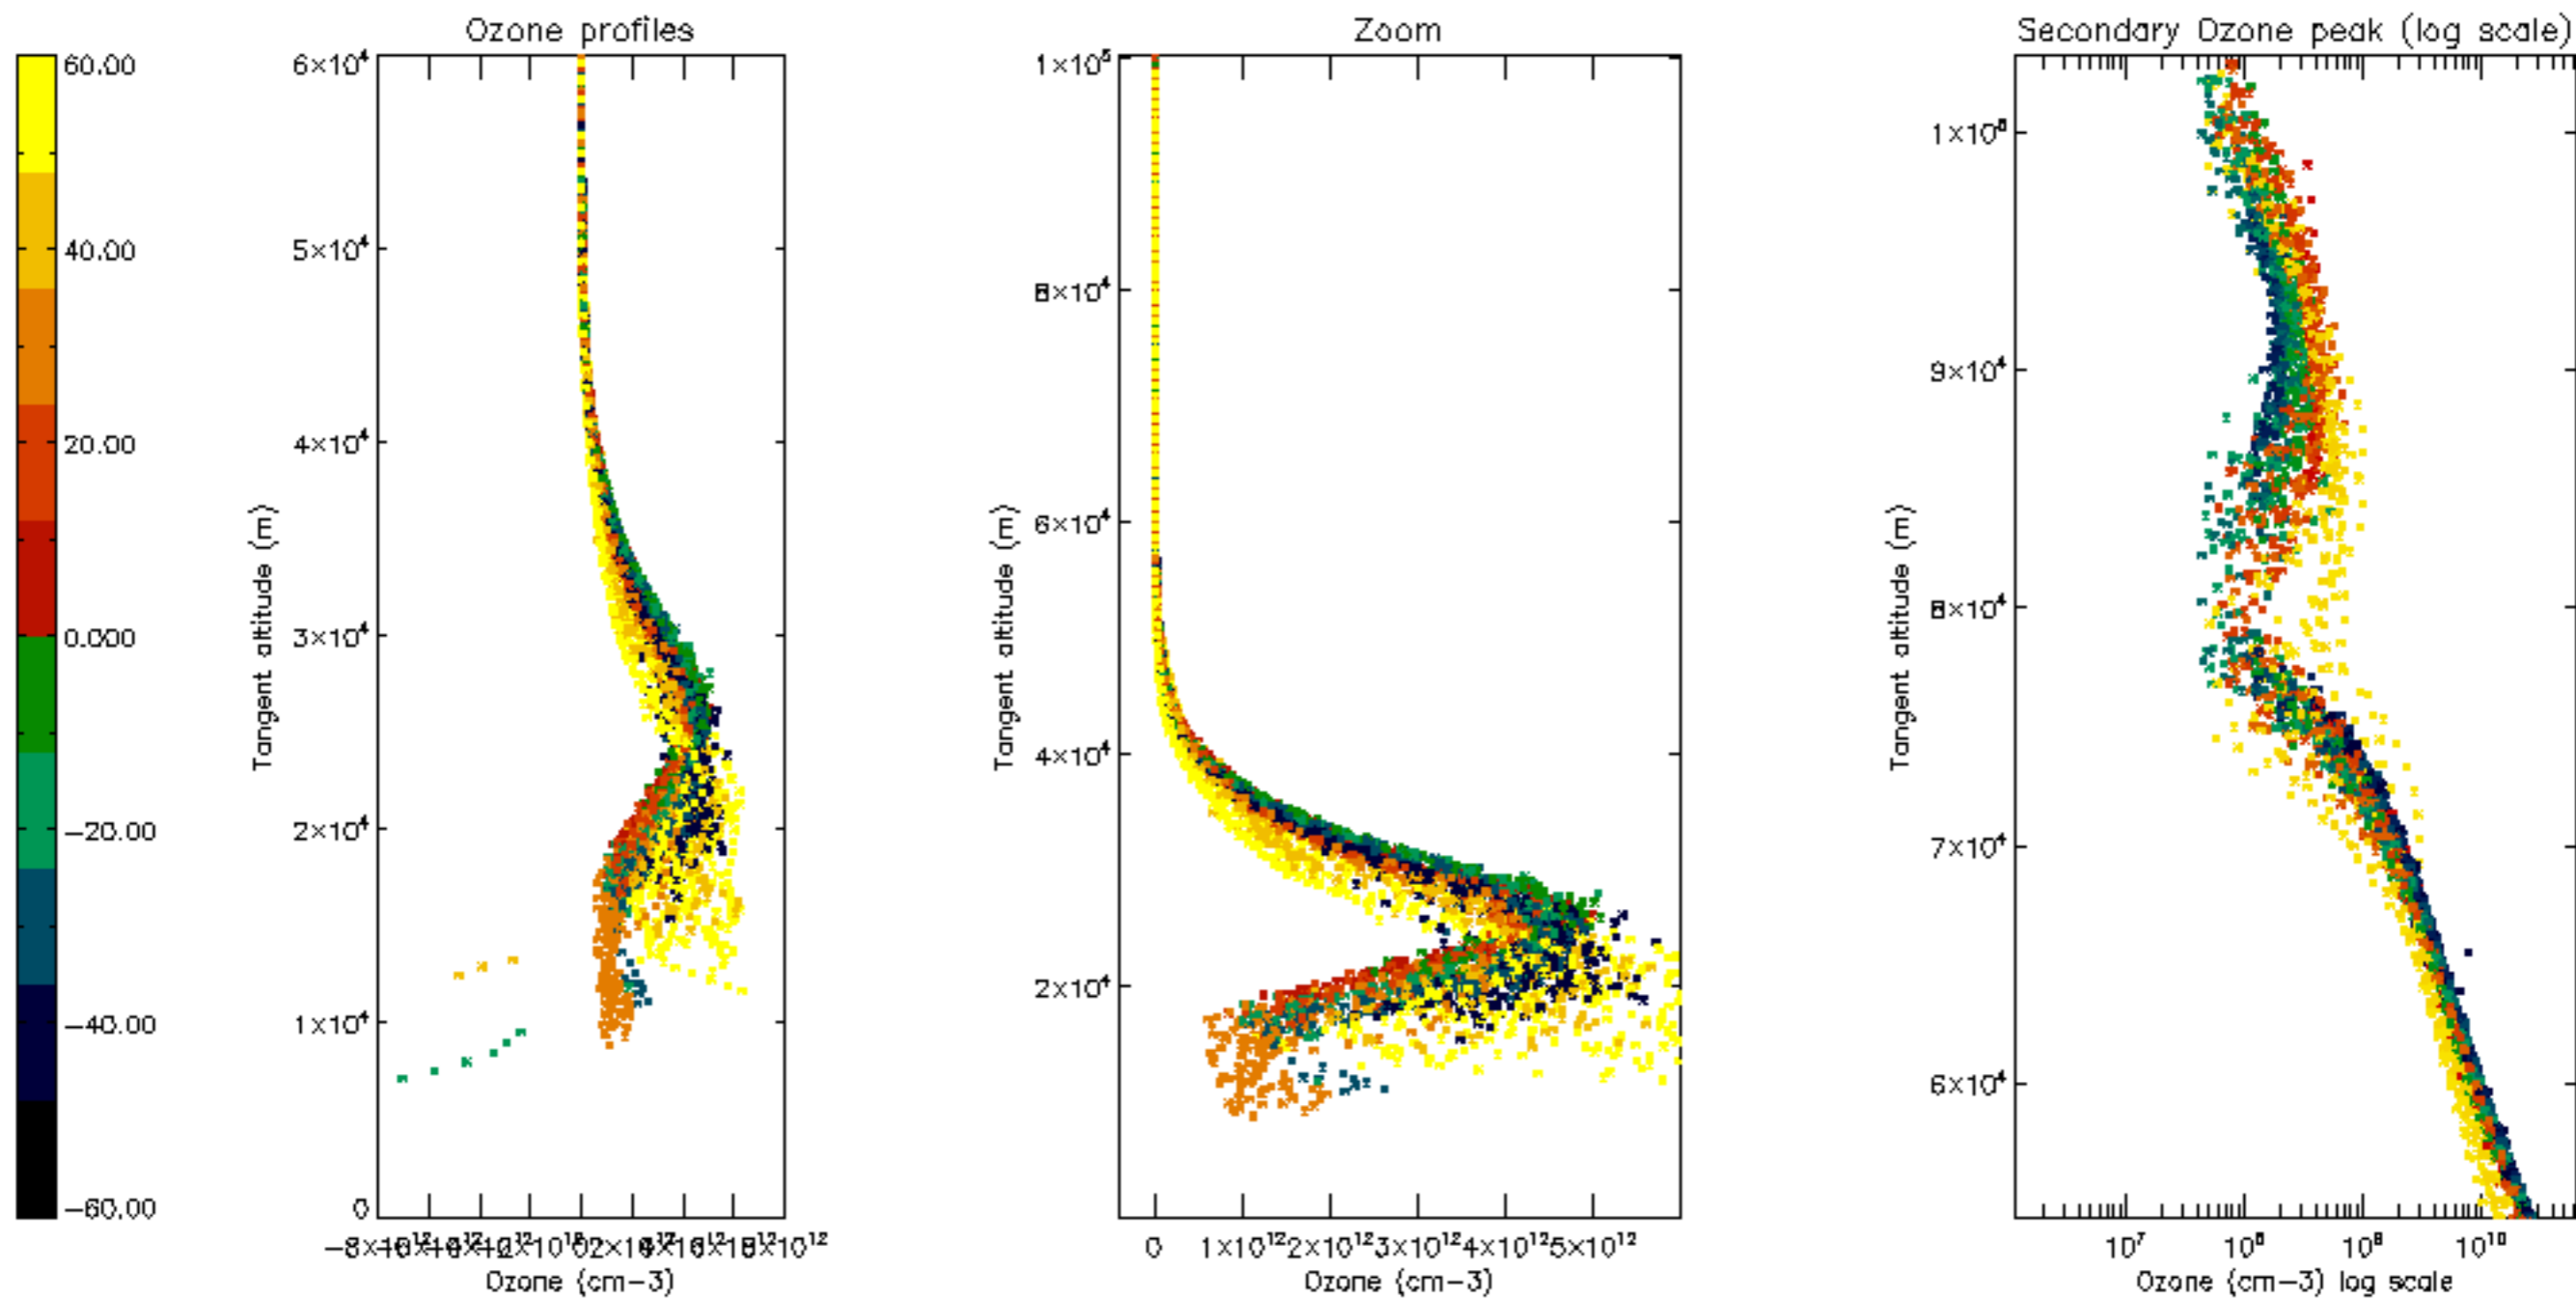 Ozone profiles
Zoom
Secondary Ozone peak (log scale)
60.00
40.00
20.00
0.000
-20.00
-40.00
-60.00
Tangent altitude (m)
6×10⁴
5×10⁴
4×10⁴
3×10⁴
2×10⁴
1×10⁴
0
Ozone (cm-3)
Tangent altitude (m)
1×10⁵
8×10⁴
6×10⁴
4×10⁴
2×10⁴
0 1×10¹² 2×10¹² 3×10¹² 4×10¹² 5×10¹²
Ozone (cm-3)
Tangent altitude (m)
1×10⁵
9×10⁴
8×10⁴
7×10⁴
6×10⁴
10⁷ 10⁸ 10⁹ 10¹⁰
Ozone (cm-3) log scale